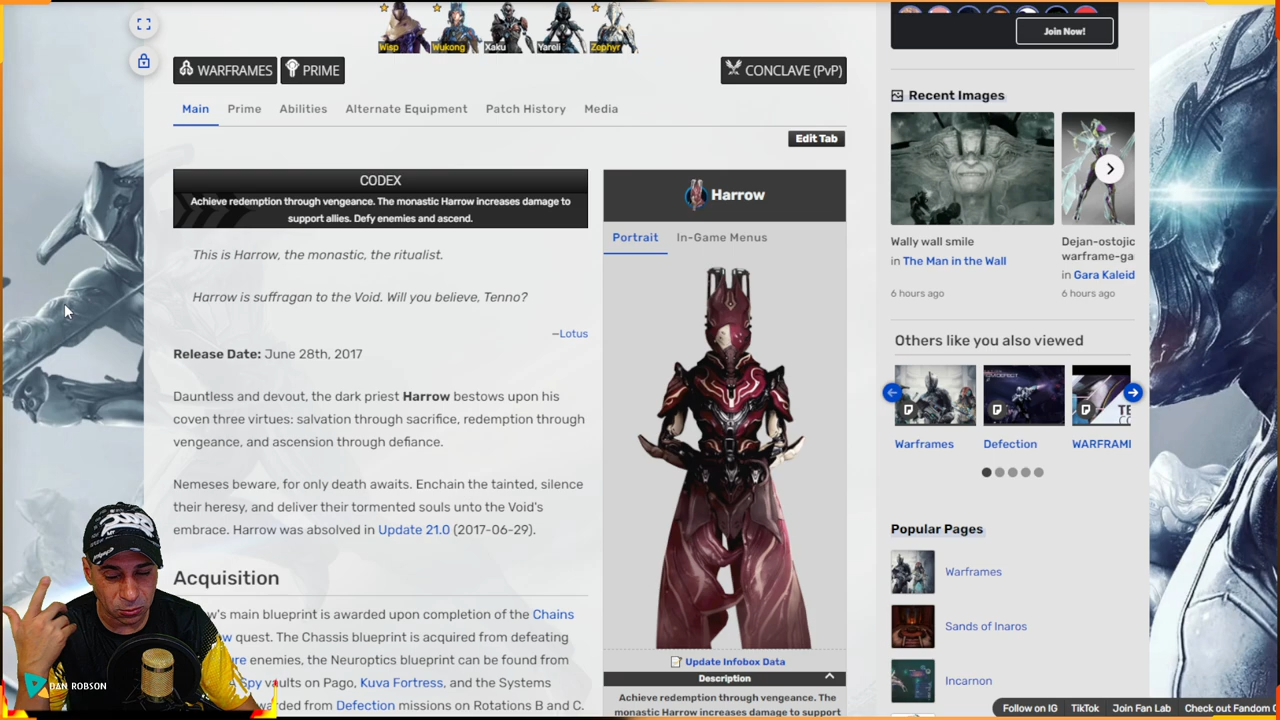 Wisp
Wukong
Xaku
Yareli
Zephyr
WARFRAMES
PRIME
CONCLAVE (PvP)
Main
Prime
Abilities
Alternate Equipment
Patch History
Media
Edit Tab
CODEX
Achieve redemption through vengeance. The monastic Harrow increases damage to
support allies. Defy enemies and ascend.
This is Harrow, the monastic, the ritualist.
Harrow is suffragan to the Void. Will you believe, Tenno?
—Lotus
Release Date: June 28th, 2017
Dauntless and devout, the dark priest Harrow bestows upon his
coven three virtues: salvation through sacrifice, redemption through
vengeance, and ascension through defiance.
Nemeses beware, for only death awaits. Enchain the tainted, silence
their heresy, and deliver their tormented souls unto the Void's
embrace. Harrow was absolved in Update 21.0 (2017-06-29).
Acquisition
w's main blueprint is awarded upon completion of the Chains
w quest. The Chassis blueprint is acquired from defeating
re enemies, the Neuroptics blueprint can be found from
Spy vaults on Pago, Kuva Fortress, and the Systems
arded from Defection missions on Rotations B and C.
Harrow
Portrait
In-Game Menus
Update Infobox Data
Description
Achieve redemption through vengeance. The
monastic Harrow increases damage to support
Join Now!
Recent Images
Wally wall smile
in The Man in the Wall
6 hours ago
Dejan-ostojic
warframe-ga
in Gara Kaleid
6 hours ago
Others like you also viewed
Warframes
Defection
WARFRAMI
Popular Pages
Warframes
Sands of Inaros
Incarnon
Follow on IG
TikTok
Join Fan Lab
Check out Fandom
DAN ROBSON